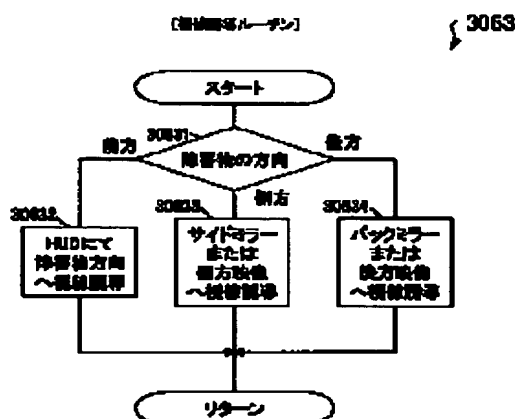 [視線誘導ルーチン]
3063
スタート
30631
前方
障害物の方向
後方
側方
30632
HUDにて
障害物方向
へ視線誘導
30633
サイドミラー
または
側方映像
へ視線誘導
30634
バックミラー
または
後方映像
へ視線誘導
リターン